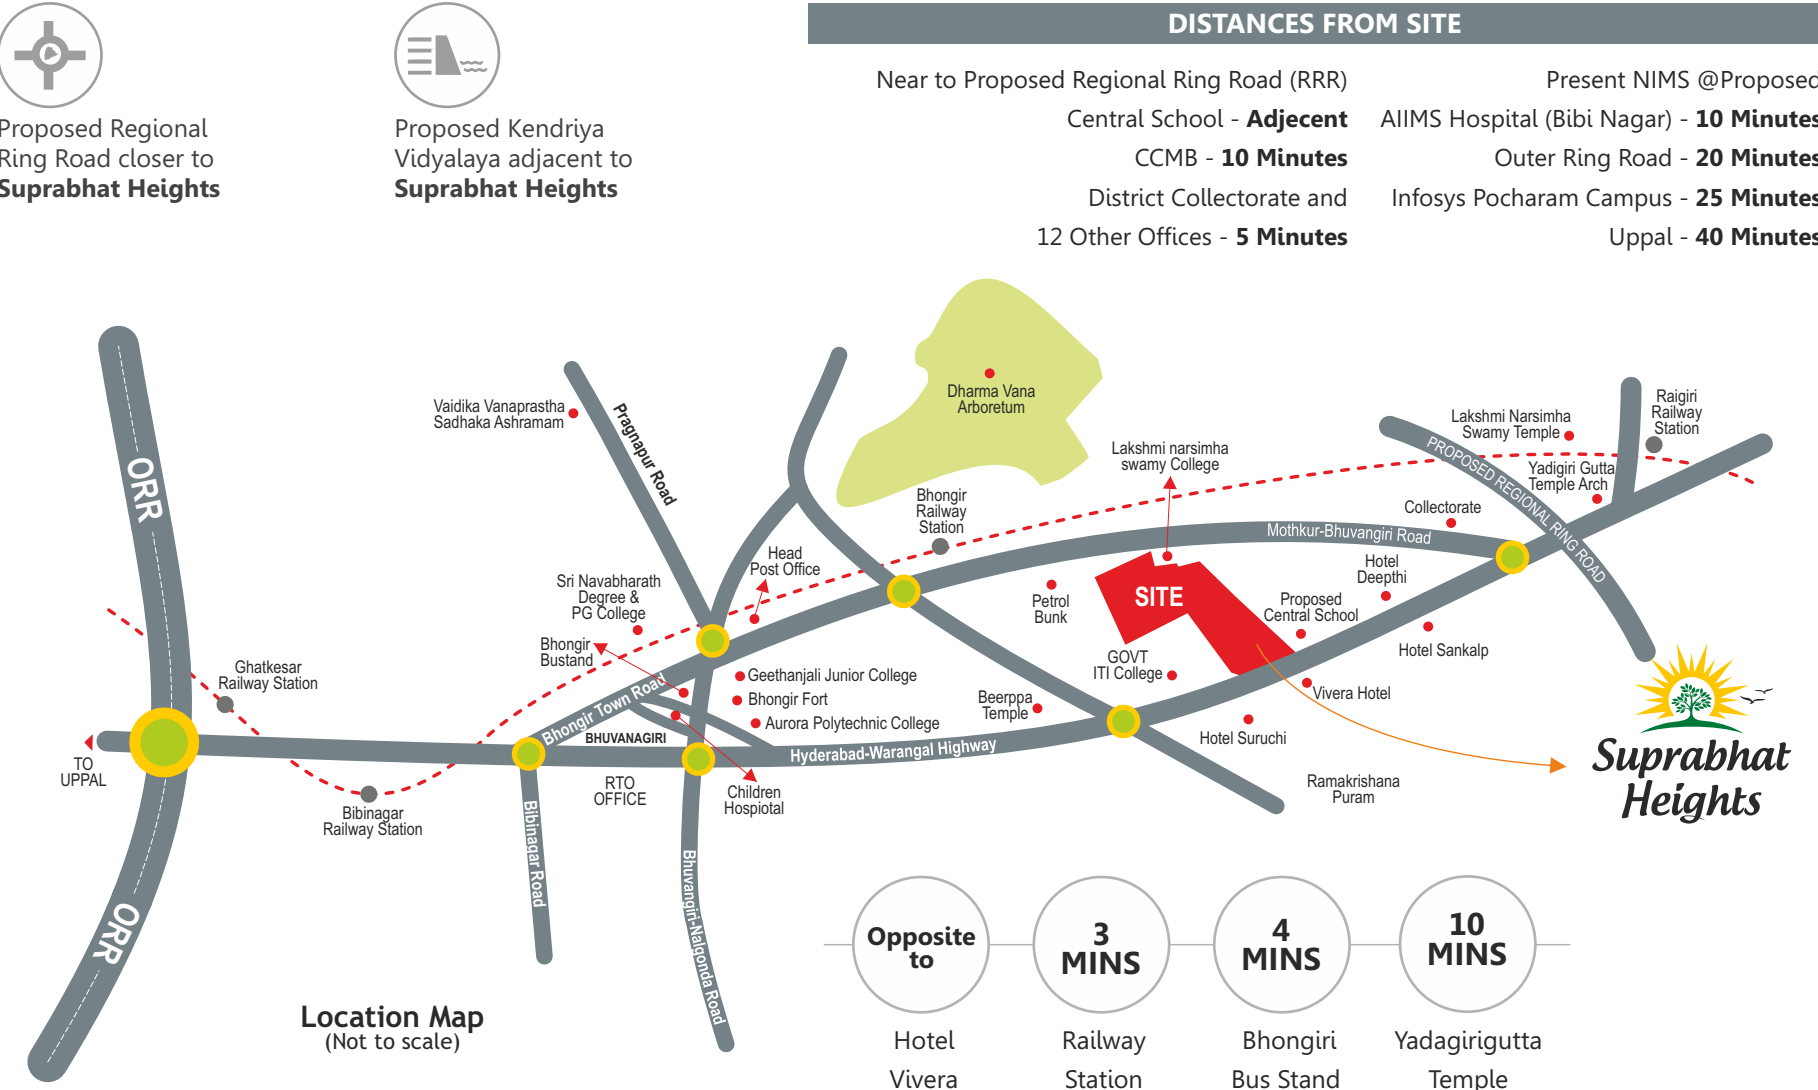 Proposed Regional
Ring Road closer to
Suprabhat Heights
Proposed Kendriya
Vidyalaya adjacent to
Suprabhat Heights
DISTANCES FROM SITE
Near to Proposed Regional Ring Road (RRR)
Central School - Adjecent
CCMB - 10 Minutes
District Collectorate and
12 Other Offices - 5 Minutes
Present NIMS @Proposed
AIIMS Hospital (Bibi Nagar) - 10 Minutes
Outer Ring Road - 20 Minutes
Infosys Pocharam Campus - 25 Minutes
Uppal - 40 Minutes
ORR
ORR
TO
UPPAL
Ghatkesar
Railway Station
Bibinagar
Railway Station
Vaidika Vanaprastha
Sadhaka Ashramam
Pragnapur Road
Sri Navabharath
Degree &
PG College
Bhongir
Bustand
Head
Post Office
Bhongir Town Road
BHUVANAGIRI
RTO
OFFICE
Bibinagar Road
Bhuvangiri-Nalgonda Road
Children
Hospiotal
Geethanjali Junior College
Bhongir Fort
Aurora Polytechnic College
Hyderabad-Warangal Highway
Dharma Vana
Arboretum
Bhongir
Railway
Station
Lakshmi narsimha
swamy College
Petrol
Bunk
SITE
GOVT
ITI College
Beerppa
Temple
Mothkur-Bhuvangiri Road
Collectorate
Hotel
Deepthi
Proposed
Central School
Hotel Sankalp
Vivera Hotel
Hotel Suruchi
Ramakrishana
Puram
PROPOSED REGIONAL RING ROAD
Lakshmi Narsimha
Swamy Temple
Yadigiri Gutta
Temple Arch
Raigiri
Railway
Station
Suprabhat
Heights
Location Map
(Not to scale)
Opposite
to
Hotel
Vivera
3
MINS
Railway
Station
4
MINS
Bhongiri
Bus Stand
10
MINS
Yadagirigutta
Temple